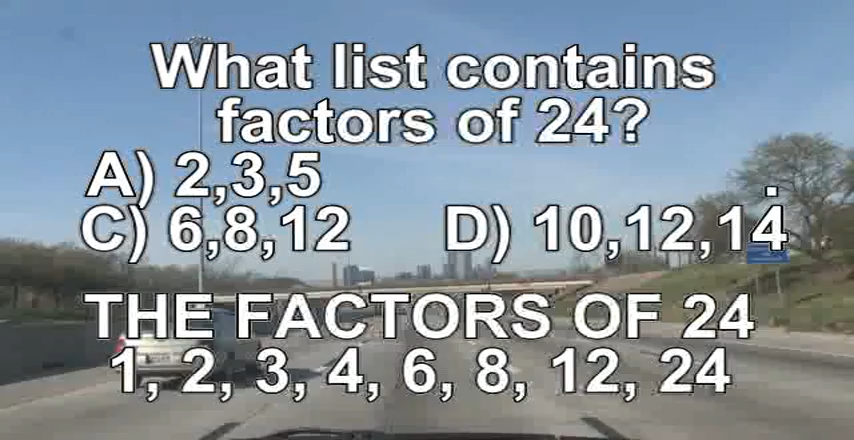 What list contains
factors of 24?
A) 2,3,5 .
C) 6,8,12 D) 10,12,14
THE FACTORS OF 24
1, 2, 3, 4, 6, 8, 12, 24